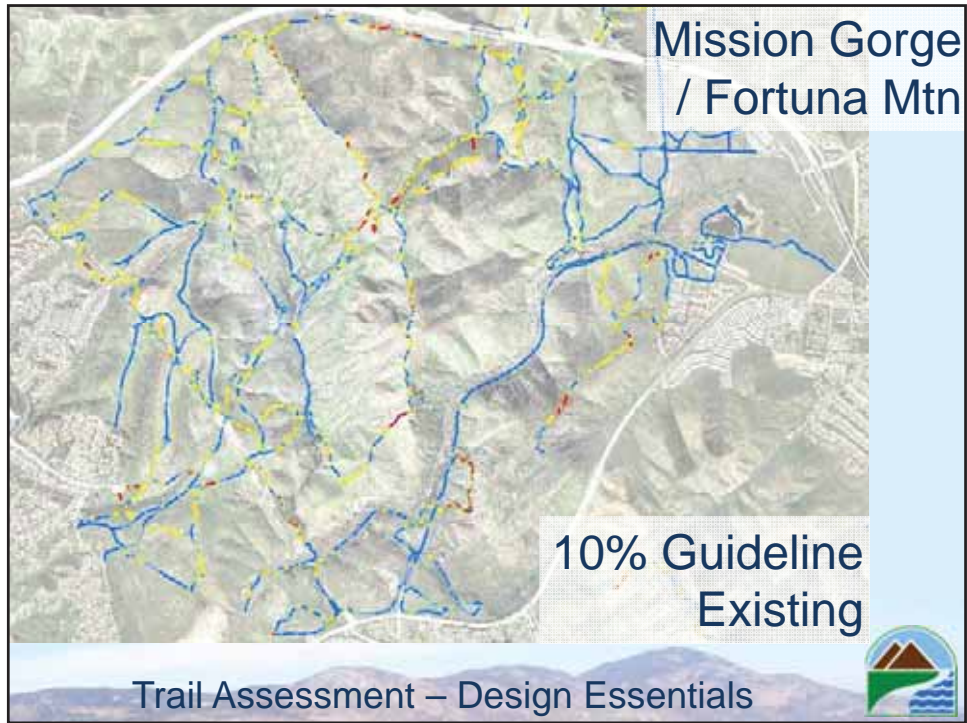 Mission Gorge
/ Fortuna Mtn
10% Guideline
Existing
Trail Assessment – Design Essentials